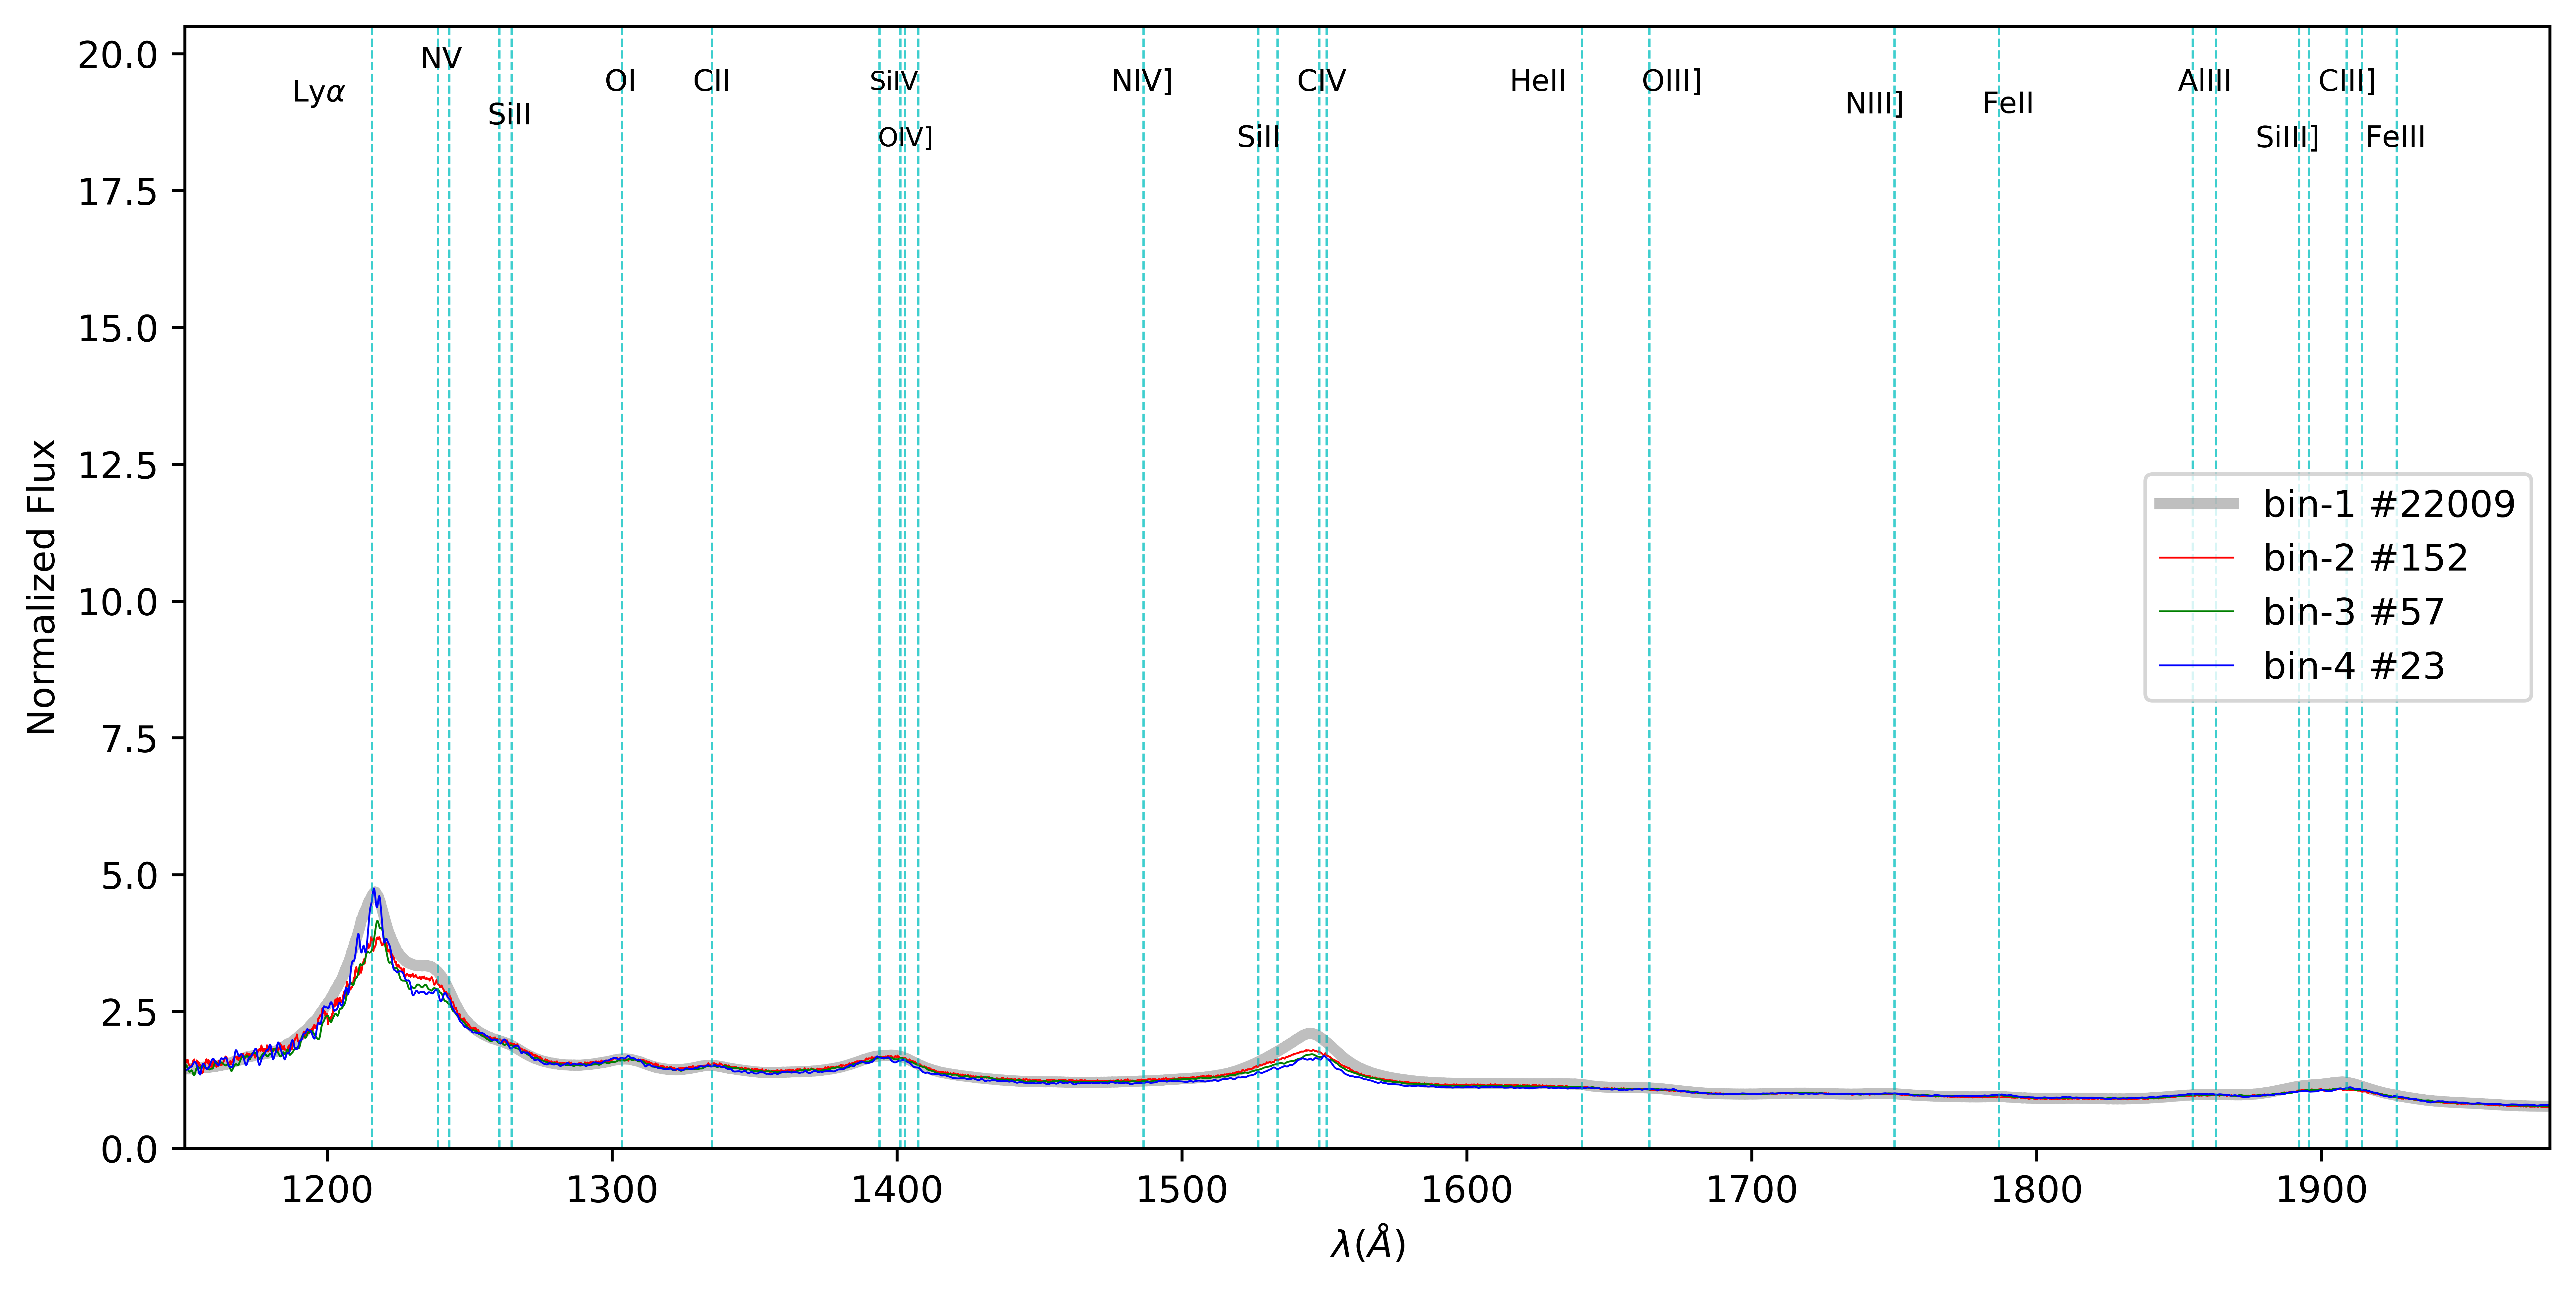 NV
Lyα
SiII
OI
CII
SiIV
OIV]
NIV]
SiII
CIV
HeII
OIII]
NIII]
FeII
AlIII
SiIII]
CIII]
FeIII
20.0
17.5
15.0
12.5
10.0
7.5
5.0
2.5
0.0
Normalized Flux
bin-1 #22009
bin-2 #152
bin-3 #57
bin-4 #23
1200
1300
1400
1500
1600
1700
1800
1900
λ(Å)